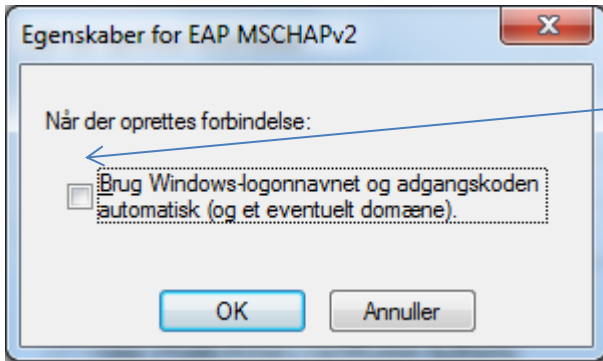 Egenskaber for EAP MSCHAPv2
Når der oprettes forbindelse:
Brug Windows-logonnavnet og adgangskoden
automatisk (og et eventuelt domæne).
OK Annuller